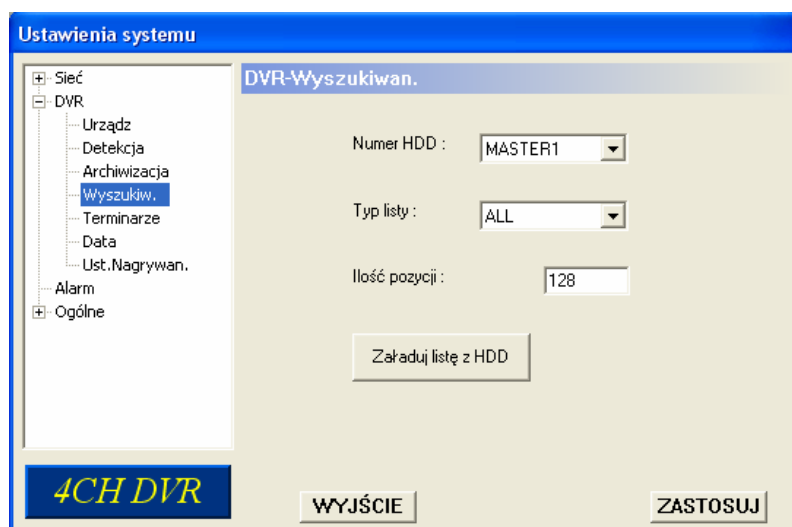 Ustawienia systemu
Sieć
DVR
Urządz
Detekcja
Archiwizacja
Wyszukiw.
Terminarze
Data
Ust.Nagrywan.
Alarm
Ogólne
4CH DVR
DVR-Wyszukiwan.
Numer HDD : MASTER1
Typ listy : ALL
Ilość pozycji : 128
Załaduj listę z HDD
WYJŚCIE ZASTOSUJ